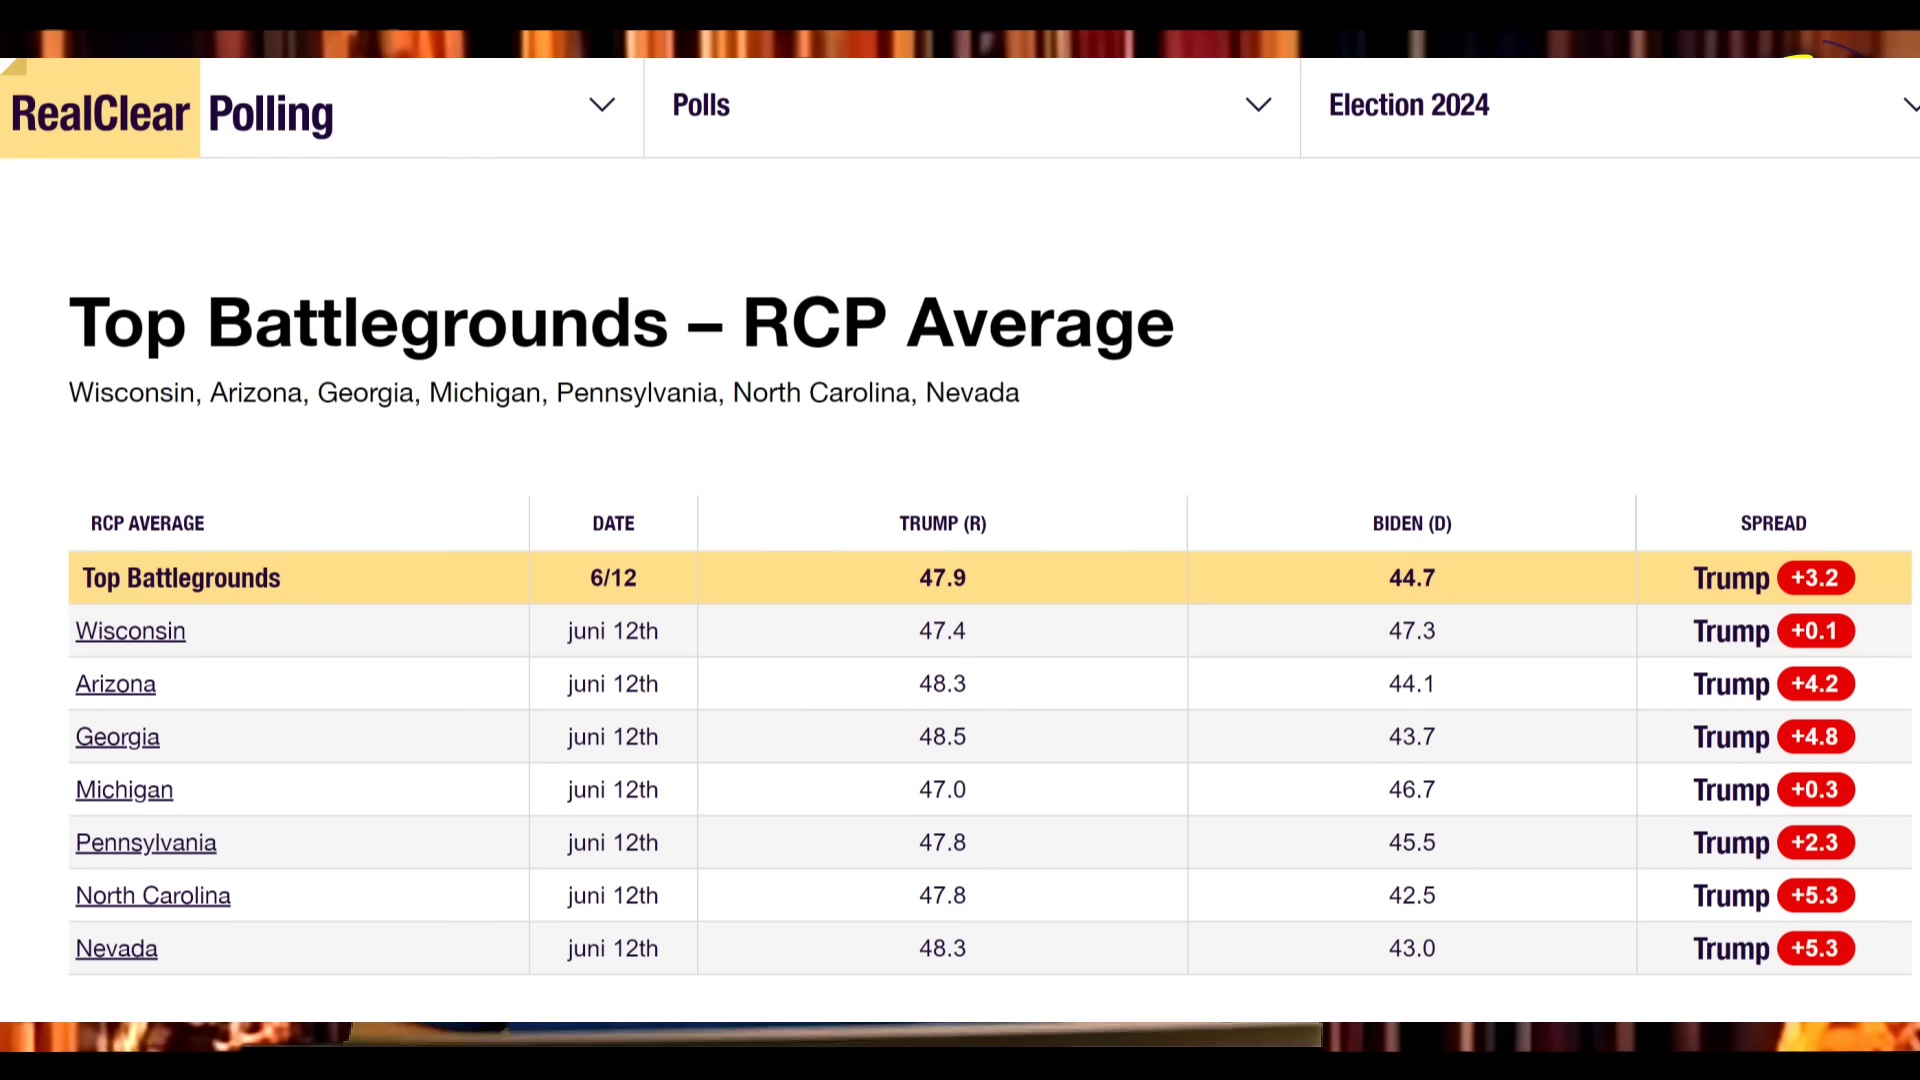 RealClear Polling Polls Election 2024
Top Battlegrounds – RCP Average
Wisconsin, Arizona, Georgia, Michigan, Pennsylvania, North Carolina, Nevada
RCP AVERAGE DATE TRUMP (R) BIDEN (D) SPREAD
Top Battlegrounds 6/12 47.9 44.7 Trump +3.2
Wisconsin juni 12th 47.4 47.3 Trump +0.1
Arizona juni 12th 48.3 44.1 Trump +4.2
Georgia juni 12th 48.5 43.7 Trump +4.8
Michigan juni 12th 47.0 46.7 Trump +0.3
Pennsylvania juni 12th 47.8 45.5 Trump +2.3
North Carolina juni 12th 47.8 42.5 Trump +5.3
Nevada juni 12th 48.3 43.0 Trump +5.3